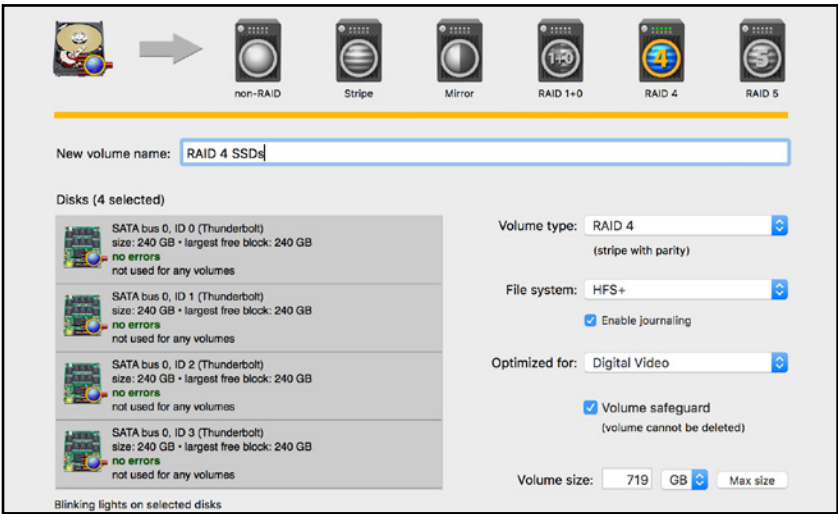 non-RAID
Stripe
Mirror
1+0
RAID 1+0
4
RAID 4
5
RAID 5
New volume name: RAID 4 SSDs
Disks (4 selected)
SATA bus 0, ID 0 (Thunderbolt)
size: 240 GB • largest free block: 240 GB
no errors
not used for any volumes
SATA bus 0, ID 1 (Thunderbolt)
size: 240 GB • largest free block: 240 GB
no errors
not used for any volumes
SATA bus 0, ID 2 (Thunderbolt)
size: 240 GB • largest free block: 240 GB
no errors
not used for any volumes
SATA bus 0, ID 3 (Thunderbolt)
size: 240 GB • largest free block: 240 GB
no errors
not used for any volumes
Blinking lights on selected disks
Volume type: RAID 4
(stripe with parity)
File system: HFS+
Enable journaling
Optimized for: Digital Video
Volume safeguard
(volume cannot be deleted)
Volume size: 719 GB Max size